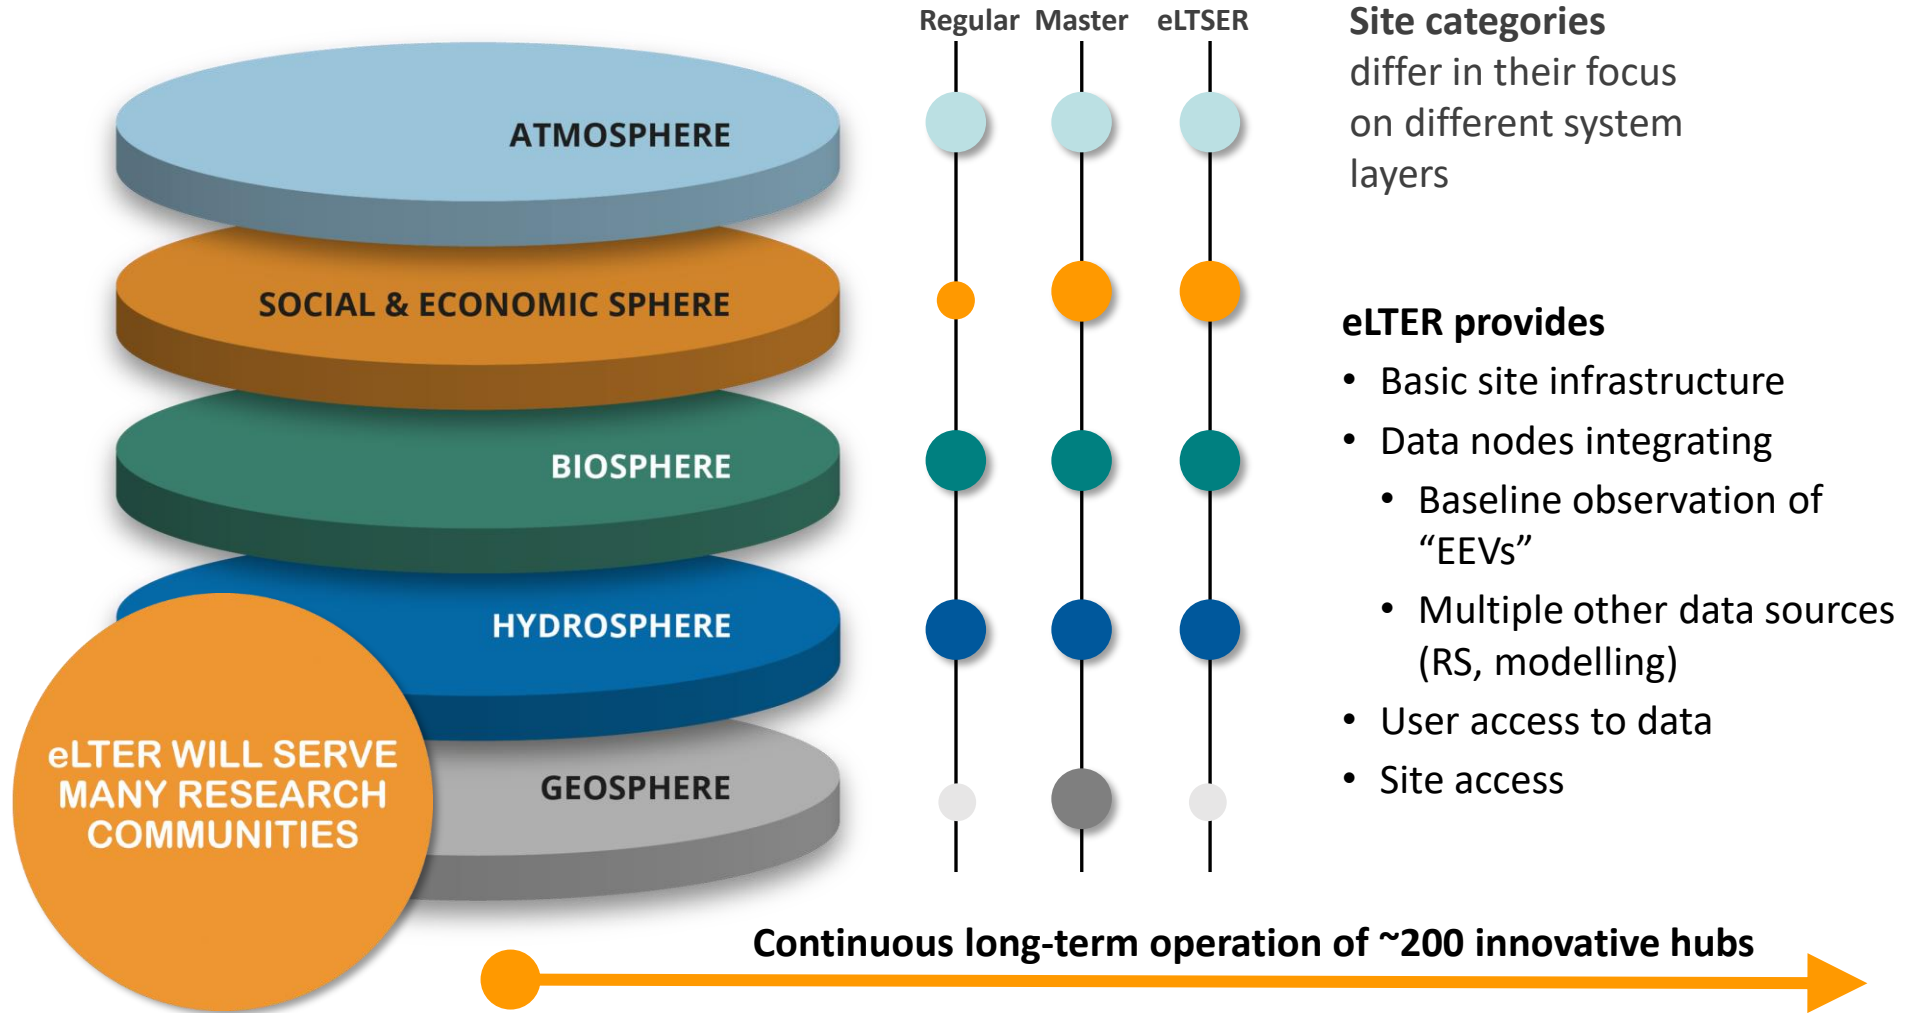 Regular Master eLTSER
ATMOSPHERE
SOCIAL & ECONOMIC SPHERE
BIOSPHERE
HYDROSPHERE
GEOSPHERE
eLTER WILL SERVE
MANY RESEARCH
COMMUNITIES
Site categories
differ in their focus
on different system
layers
eLTER provides
• Basic site infrastructure
• Data nodes integrating
• Baseline observation of
“EEVs”
• Multiple other data sources
(RS, modelling)
• User access to data
• Site access
Continuous long-term operation of ~200 innovative hubs